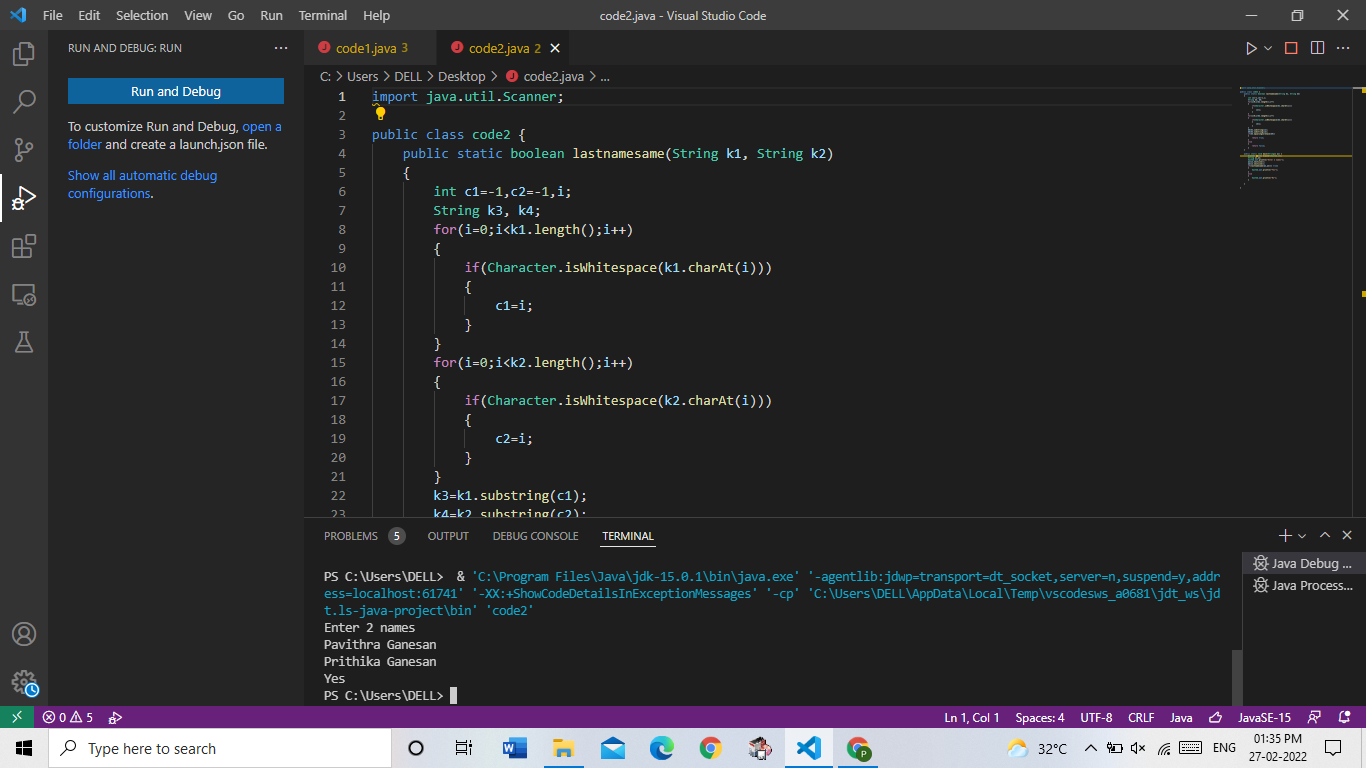 File Edit Selection View Go Run Terminal Help
code2.java - Visual Studio Code
RUN AND DEBUG: RUN
Run and Debug
To customize Run and Debug, open a
folder and create a launch.json file.
Show all automatic debug
configurations.
code1.java 3
code2.java 2
C: > Users > DELL > Desktop > code2.java > ...
1 import java.util.Scanner;
2
3 public class code2 {
4 public static boolean lastnamesame(String k1, String k2)
5 {
6 int c1=-1,c2=-1,i;
7 String k3, k4;
8 for(i=0;i<k1.length();i++)
9 {
10 if(Character.isWhitespace(k1.charAt(i)))
11 {
12 c1=i;
13 }
14 }
15 for(i=0;i<k2.length();i++)
16 {
17 if(Character.isWhitespace(k2.charAt(i)))
18 {
19 c2=i;
20 }
21 }
22 k3=k1.substring(c1);
23 k4=k2.substring(c2);
PROBLEMS 5 OUTPUT DEBUG CONSOLE TERMINAL
PS C:\Users\DELL> & 'C:\Program Files\Java\jdk-15.0.1\bin\java.exe' '-agentlib:jdwp=transport=dt_socket,server=n,suspend=y,addr
ess=localhost:61741' '-XX:+ShowCodeDetailsInExceptionMessages' '-cp' 'C:\Users\DELL\AppData\Local\Temp\vscodesws_a0681\jdt_ws\jd
t.ls-java-project\bin' 'code2'
Enter 2 names
Pavithra Ganesan
Prithika Ganesan
Yes
PS C:\Users\DELL>
Java Debug ...
Java Process...
0 5
Ln 1, Col 1 Spaces: 4 UTF-8 CRLF Java JavaSE-15
Type here to search
32°C
ENG
01:35 PM
27-02-2022